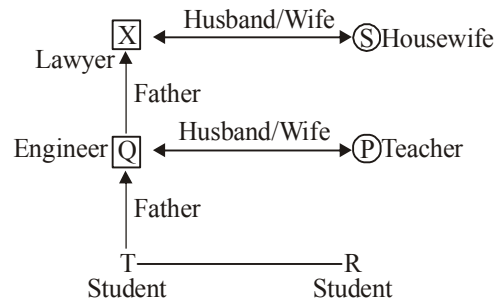 Husband/Wife
X S Housewife
Lawyer
Father
Husband/Wife
Engineer Q P Teacher
Father
T R
Student Student